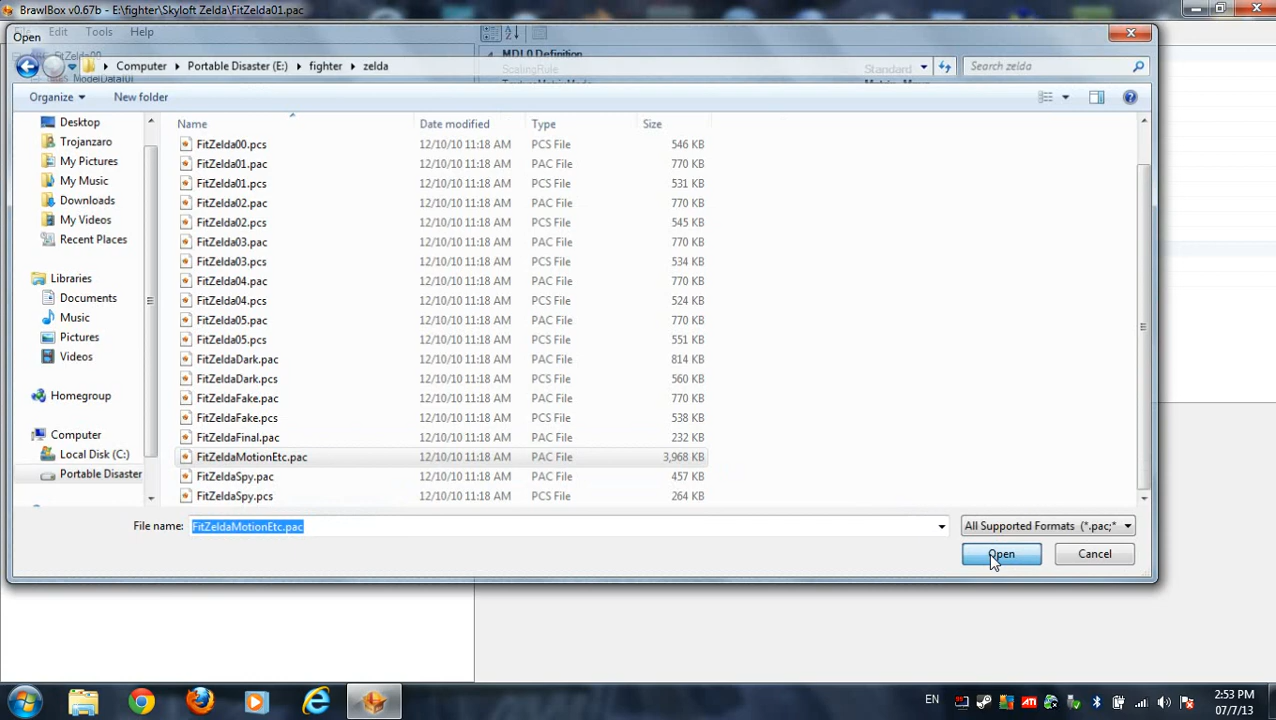 BrawlBox v0.67b - E:\fighter\Skyloft Zelda\FitZelda01.pac
Open
Edit Tools Help
MDL0 Definition
ScalingRule Standard
Computer Portable Disaster (E:) fighter zelda
Search zelda
Organize New folder
Name Date modified Type Size
Desktop
Trojanzaro
My Pictures
My Music
Downloads
My Videos
Recent Places
Libraries
Documents
Music
Pictures
Videos
Homegroup
Computer
Local Disk (C:)
Portable Disaster
FitZelda00.pcs 12/10/10 11:18 AM PCS File 546 KB
FitZelda01.pac 12/10/10 11:18 AM PAC File 770 KB
FitZelda01.pcs 12/10/10 11:18 AM PCS File 531 KB
FitZelda02.pac 12/10/10 11:18 AM PAC File 770 KB
FitZelda02.pcs 12/10/10 11:18 AM PCS File 545 KB
FitZelda03.pac 12/10/10 11:18 AM PAC File 770 KB
FitZelda03.pcs 12/10/10 11:18 AM PCS File 534 KB
FitZelda04.pac 12/10/10 11:18 AM PAC File 770 KB
FitZelda04.pcs 12/10/10 11:18 AM PCS File 524 KB
FitZelda05.pac 12/10/10 11:18 AM PAC File 770 KB
FitZelda05.pcs 12/10/10 11:18 AM PCS File 551 KB
FitZeldaDark.pac 12/10/10 11:18 AM PAC File 814 KB
FitZeldaDark.pcs 12/10/10 11:18 AM PCS File 560 KB
FitZeldaFake.pac 12/10/10 11:18 AM PAC File 770 KB
FitZeldaFake.pcs 12/10/10 11:18 AM PCS File 538 KB
FitZeldaFinal.pac 12/10/10 11:18 AM PAC File 232 KB
FitZeldaMotionEtc.pac 12/10/10 11:18 AM PAC File 3,968 KB
FitZeldaSpy.pac 12/10/10 11:18 AM PAC File 457 KB
FitZeldaSpy.pcs 12/10/10 11:18 AM PCS File 264 KB
File name: FitZeldaMotionEtc.pac
All Supported Formats (*.pac;*
Open Cancel
EN
ATI
2:53 PM
07/7/13